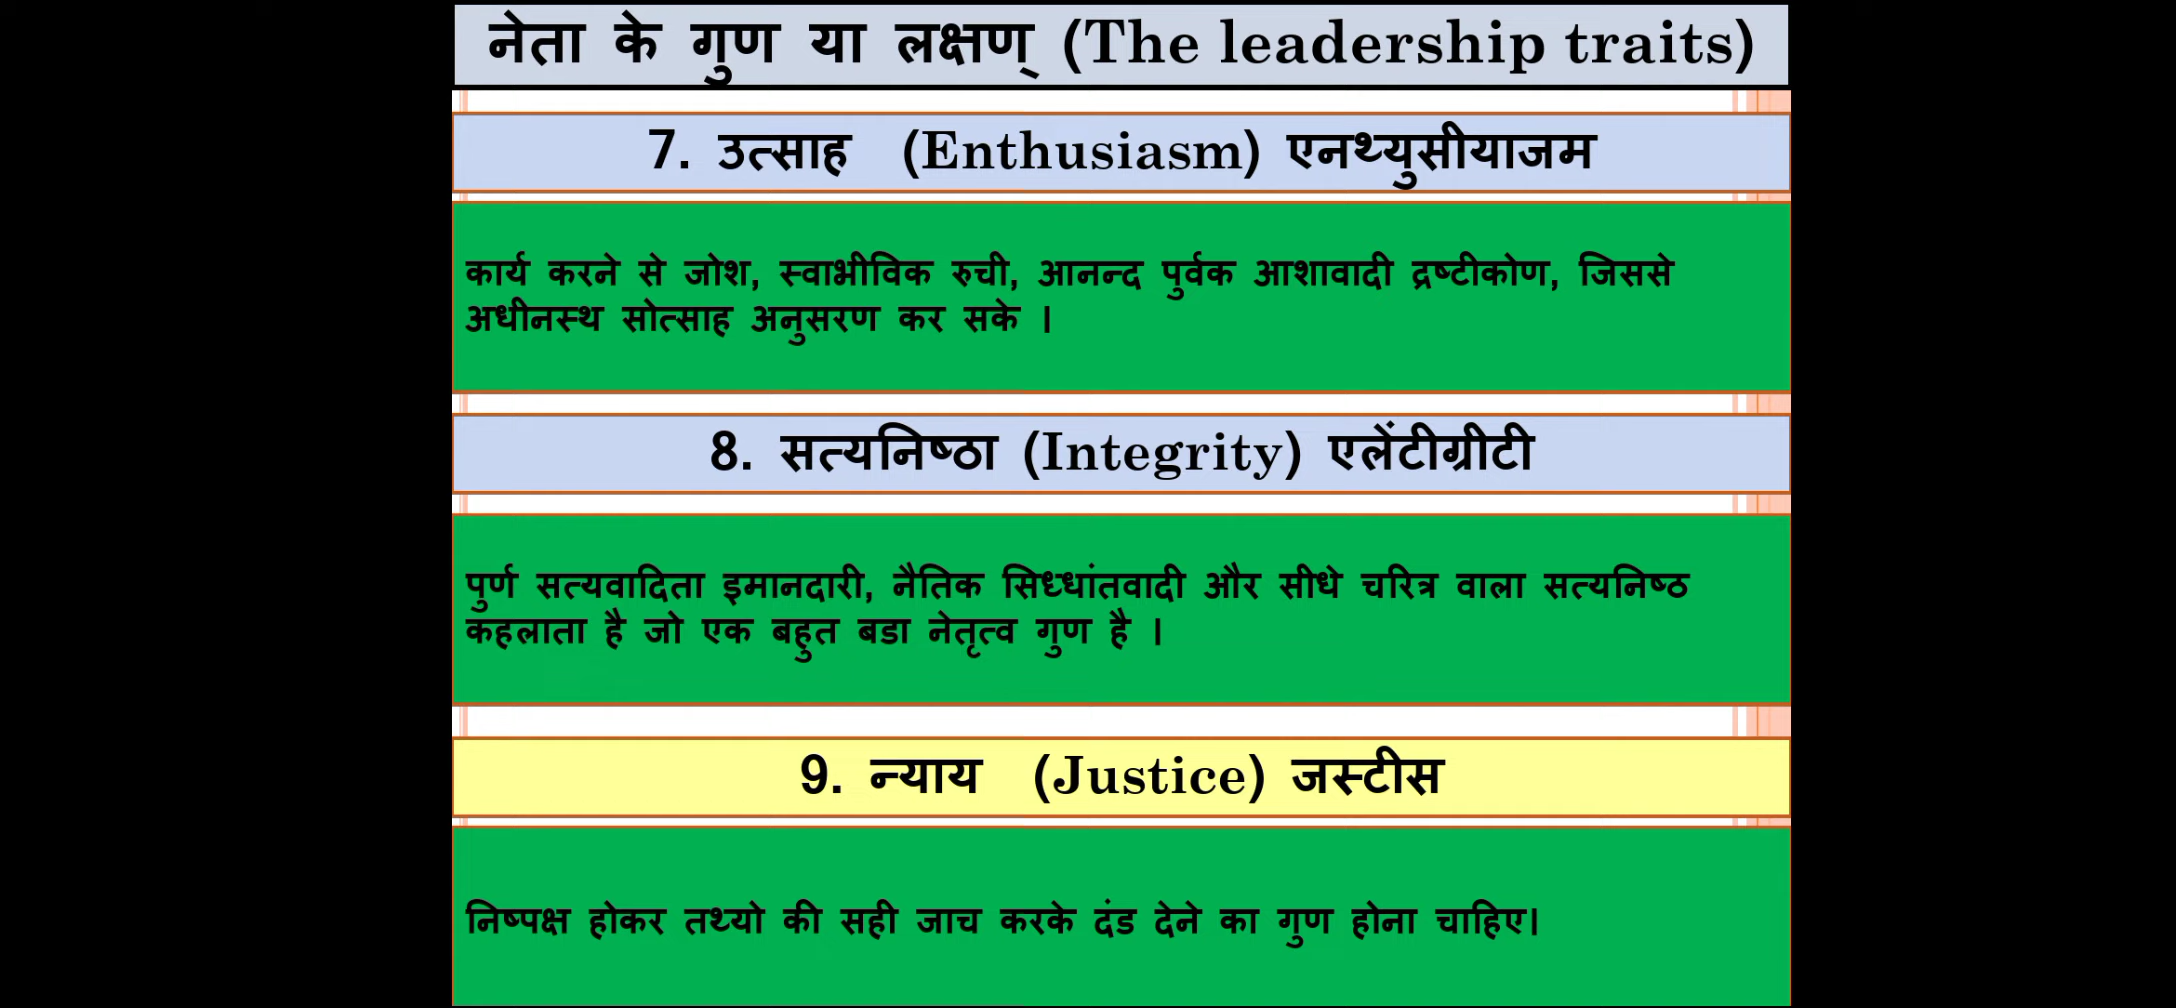 नेता के गुण या लक्षण् (The leadership traits)
7. उत्साह (Enthusiasm) एनथ्युसीयाजम
कार्य करने से जोश, स्वाभीविक रुची, आनन्द पुर्वक आशावादी द्रष्टीकोण, जिससे
अधीनस्थ सोत्साह अनुसरण कर सके ।
8. सत्यनिष्ठा (Integrity) एलेंटीग्रीटी
पुर्ण सत्यवादिता इमानदारी, नैतिक सिध्धांतवादी और सीधे चरित्र वाला सत्यनिष्ठ
कहलाता है जो एक बहुत बडा नेतृत्व गुण है ।
9. न्याय (Justice) जस्टीस
निष्पक्ष होकर तथ्यो की सही जाच करके दंड देने का गुण होना चाहिए।